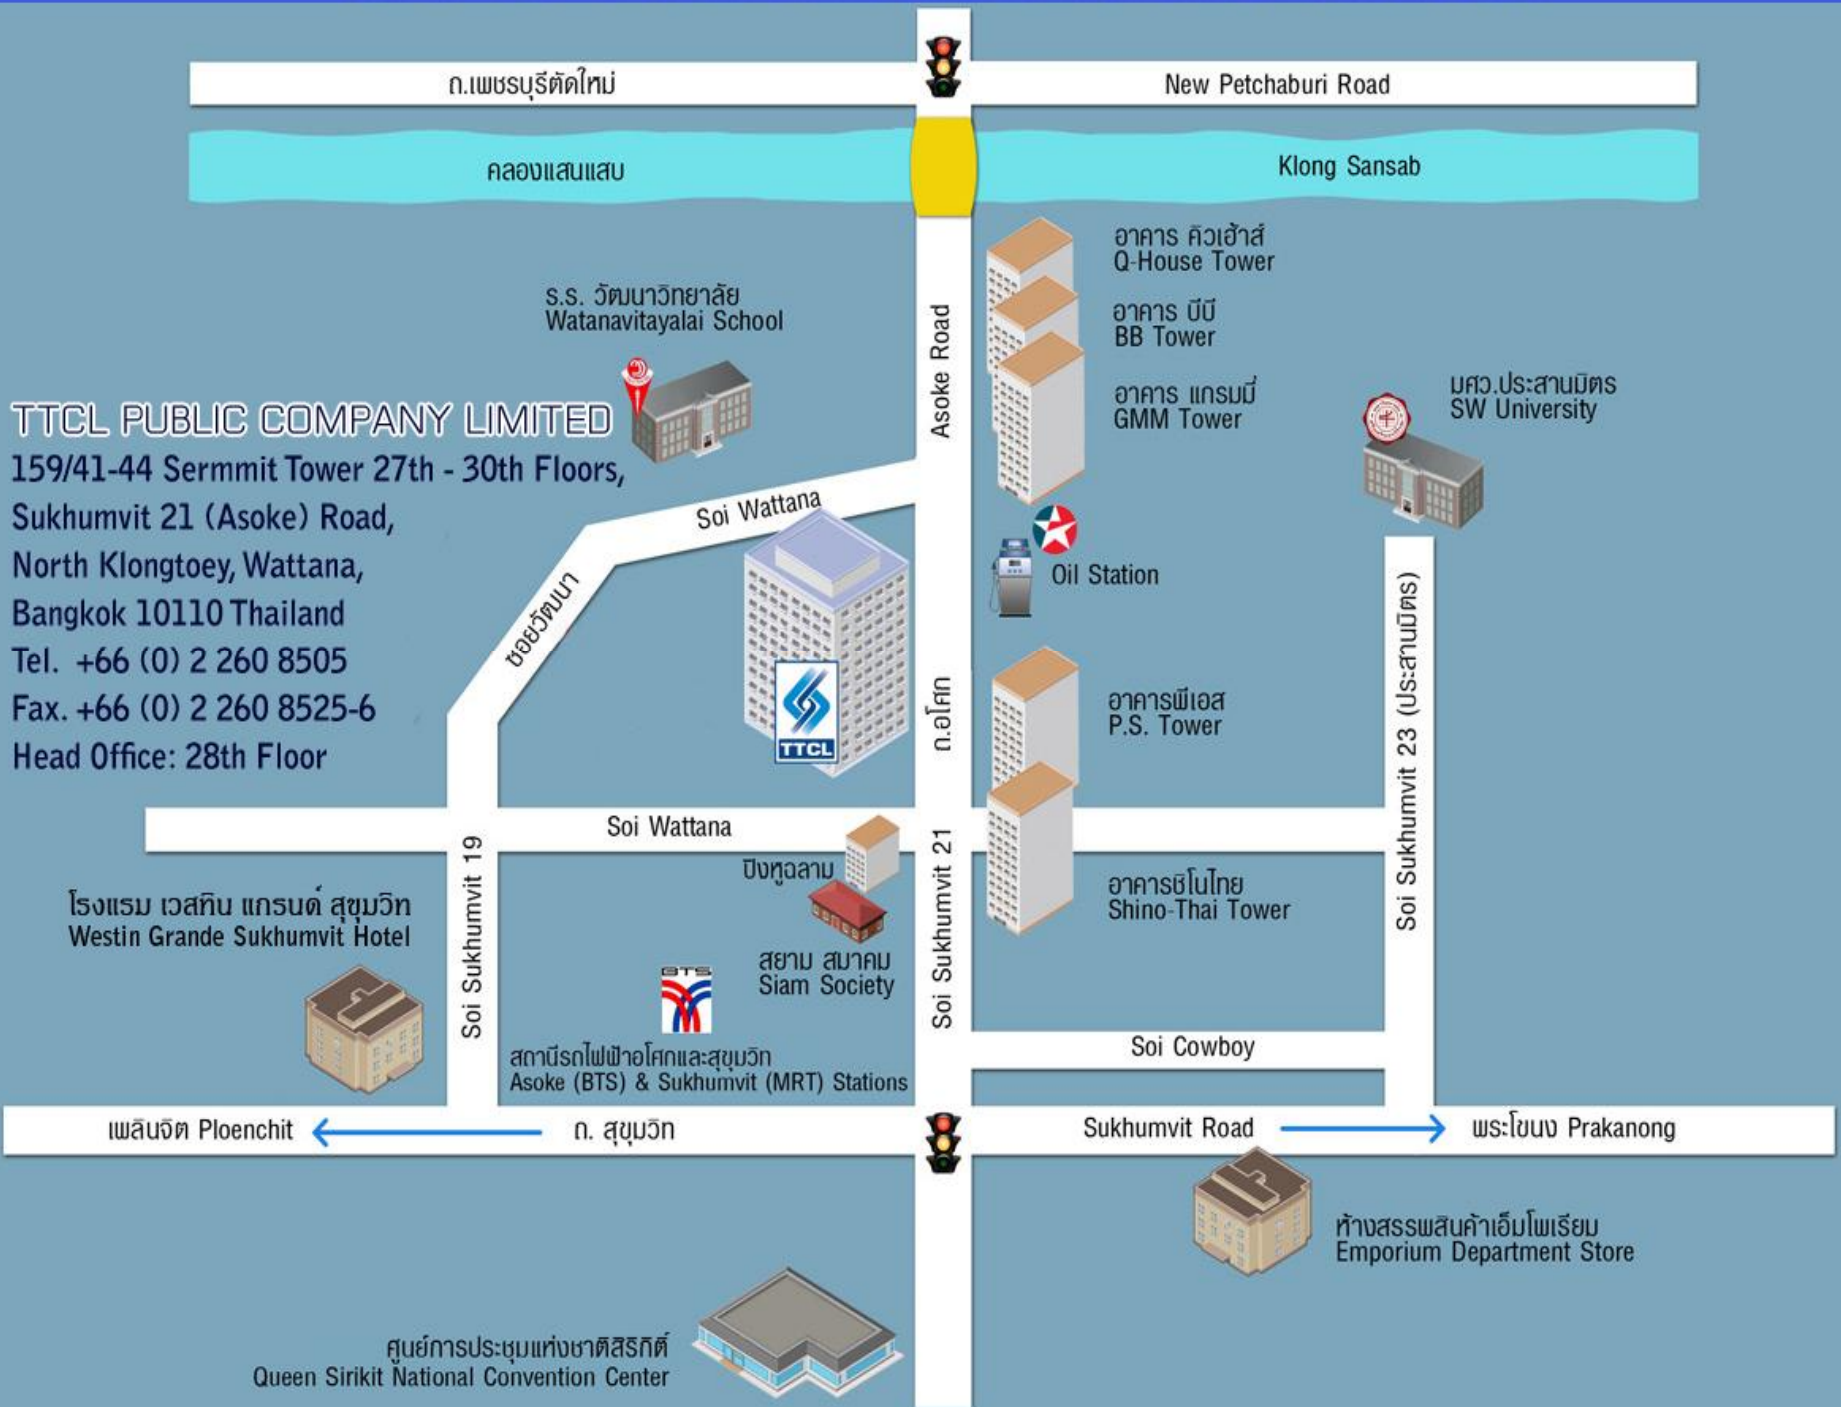 ถ.เพชรบุรีตัดใหม่
New Petchaburi Road
คลองแสนแสบ
Klong Sansab
อาคาร คิวเฮ้าส์
Q-House Tower
ร.ร. วัฒนาวิทยาลัย
Watanavitayalai School
อาคาร บีบี
BB Tower
Asoke Road
อาคาร แกรมมี่
GMM Tower
มศว.ประสานมิตร
SW University
TTCL PUBLIC COMPANY LIMITED
159/41-44 Sermmit Tower 27th - 30th Floors,
Sukhumvit 21 (Asoke) Road,
North Klongtoey, Wattana,
Bangkok 10110 Thailand
Tel. +66 (0) 2 260 8505
Fax. +66 (0) 2 260 8525-6
Head Office: 28th Floor
Soi Wattana
ซอยวัฒนา
Oil Station
TTCL
ถ.อโศก
อาคารพีเอส
P.S. Tower
Soi Sukhumvit 23 (ประสานมิตร)
Soi Wattana
Soi Sukhumvit 19
ปิงหูฉลาม
Soi Sukhumvit 21
อาคารชิโนไทย
Shino-Thai Tower
โรงแรม เวสทิน แกรนด์ สุขุมวิท
Westin Grande Sukhumvit Hotel
สยาม สมาคม
Siam Society
BTS
สถานีรถไฟฟ้าอโศกและสุขุมวิท
Asoke (BTS) & Sukhumvit (MRT) Stations
Soi Cowboy
เพลินจิต Ploenchit
ถ. สุขุมวิท
Sukhumvit Road
พระโขนง Prakanong
ห้างสรรพสินค้าเอ็มโพเรียม
Emporium Department Store
ศูนย์การประชุมแห่งชาติสิริกิติ์
Queen Sirikit National Convention Center